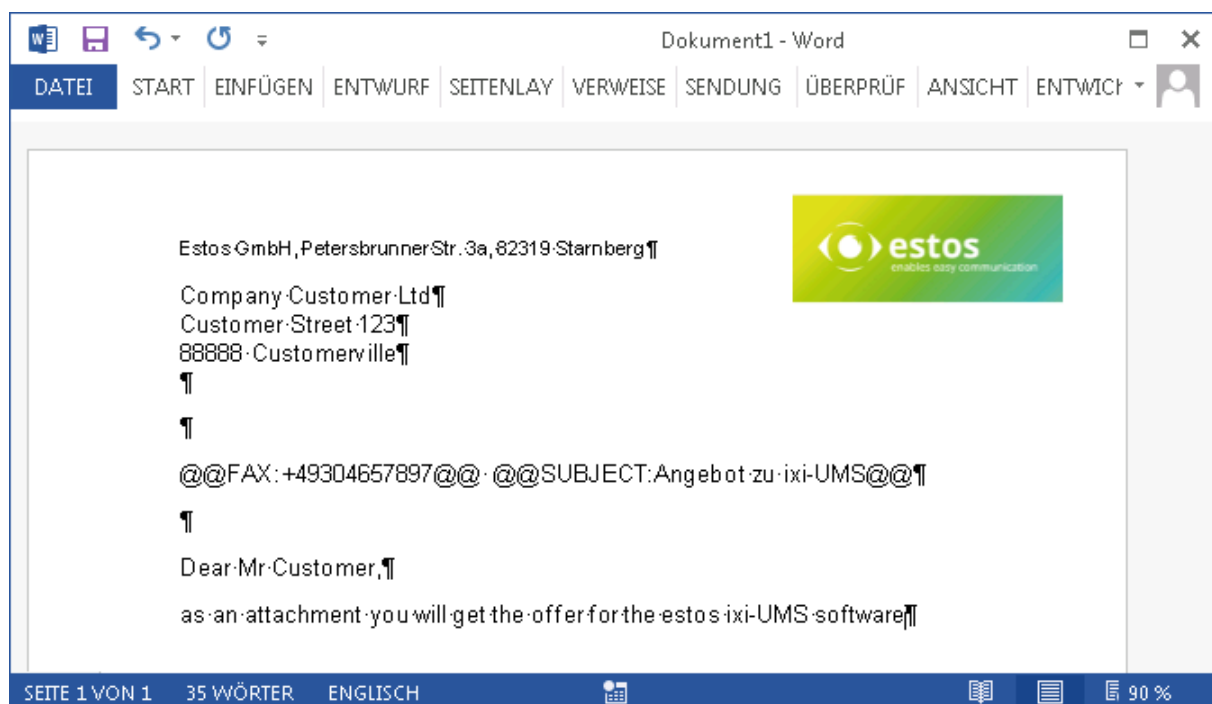 Dokument1 - Word
DATEI START EINFÜGEN ENTWURF SEITENLAY VERWEISE SENDUNG ÜBERPRÜF ANSICHT ENTWICK
estos
enables easy communication
Estos·GmbH,·Petersbrunner·Str.·3a,·82319·Starnberg¶
Company·Customer·Ltd¶
Customer·Street·123¶
88888·Customerville¶
¶
¶
@@FAX:+49304657897@@·@@SUBJECT:Angebot·zu·ixi-UMS@@¶
¶
Dear·Mr·Customer,¶
as·an·attachment·you·will·get·the·offer·for·the·estos·ixi-UMS·software¶
SEITE 1 VON 1 35 WÖRTER ENGLISCH 90 %